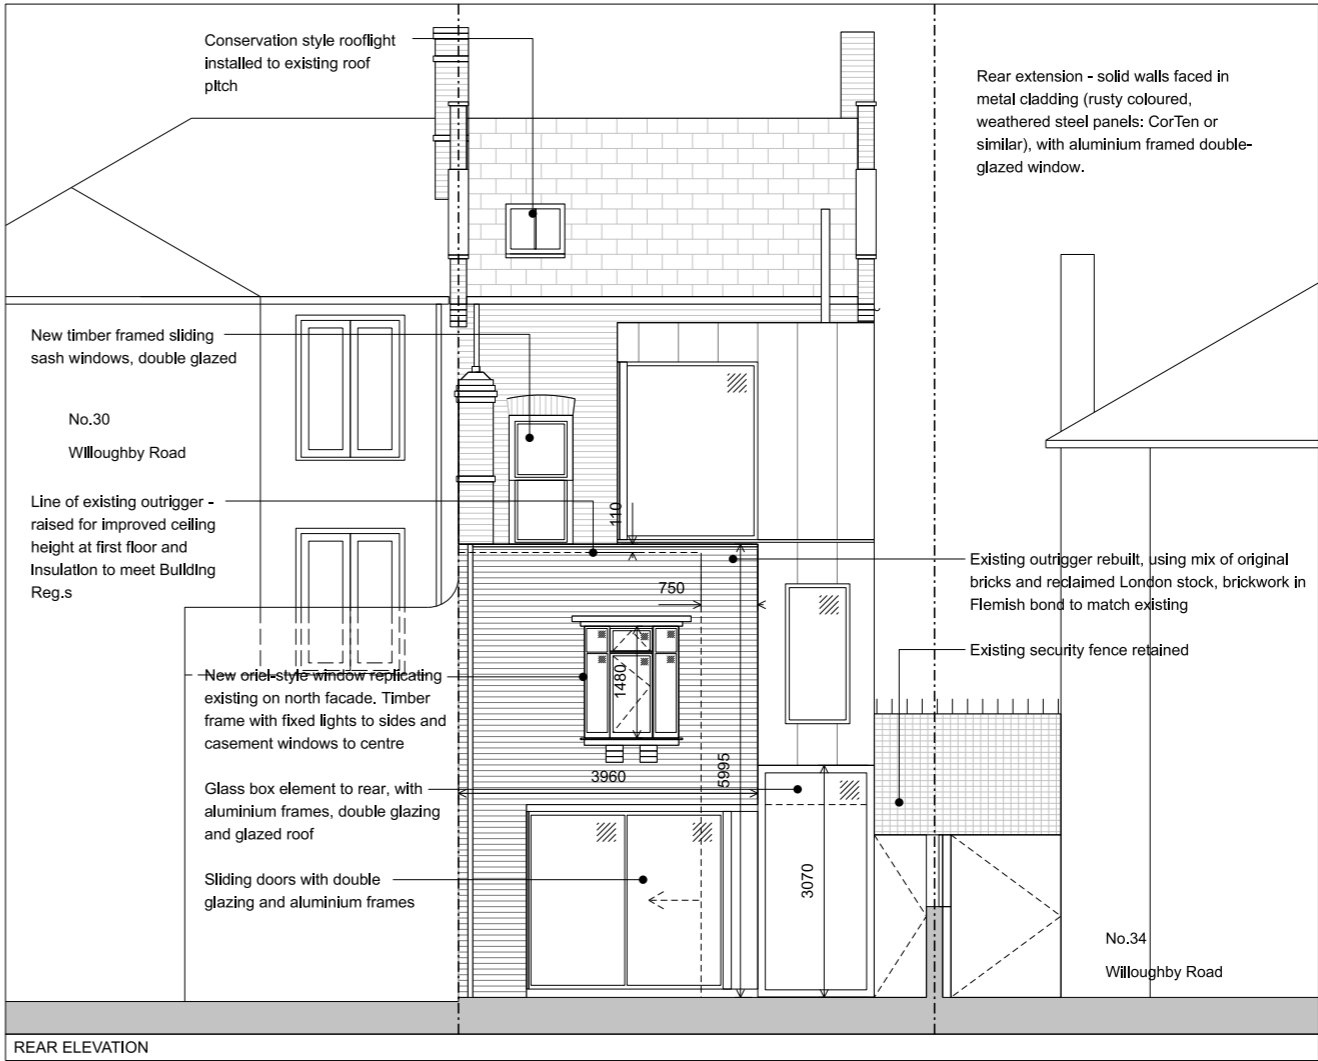 Conservation style rooflight
installed to existing roof
pitch
Rear extension - solid walls faced in
metal cladding (rusty coloured,
weathered steel panels: CorTen or
similar), with aluminium framed double-
glazed window.
New timber framed sliding
sash windows, double glazed
No.30
Willoughby Road
Line of existing outrigger -
raised for improved ceiling
height at first floor and
insulation to meet Building
Reg.s
110
750
Existing outrigger rebuilt, using mix of original
bricks and reclaimed London stock, brickwork in
Flemish bond to match existing
Existing security fence retained
New oriel-style window replicating
existing on north facade. Timber
frame with fixed lights to sides and
casement windows to centre
1480
3960
5995
Glass box element to rear, with
aluminium frames, double glazing
and glazed roof
Sliding doors with double
glazing and aluminium frames
3070
No.34
Willoughby Road
REAR ELEVATION